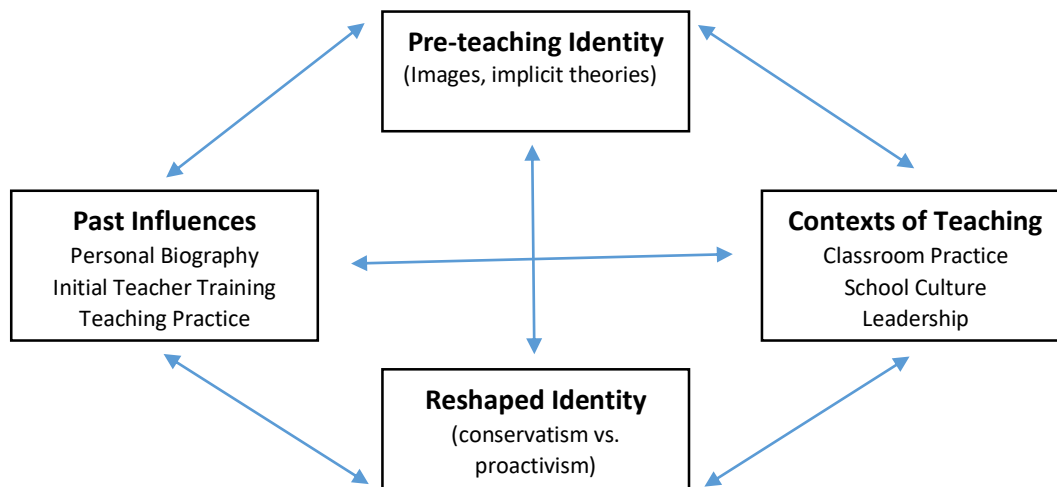 Pre-teaching Identity
(Images, implicit theories)
Past Influences
Personal Biography
Initial Teacher Training
Teaching Practice
Contexts of Teaching
Classroom Practice
School Culture
Leadership
Reshaped Identity
(conservatism vs.
proactivism)